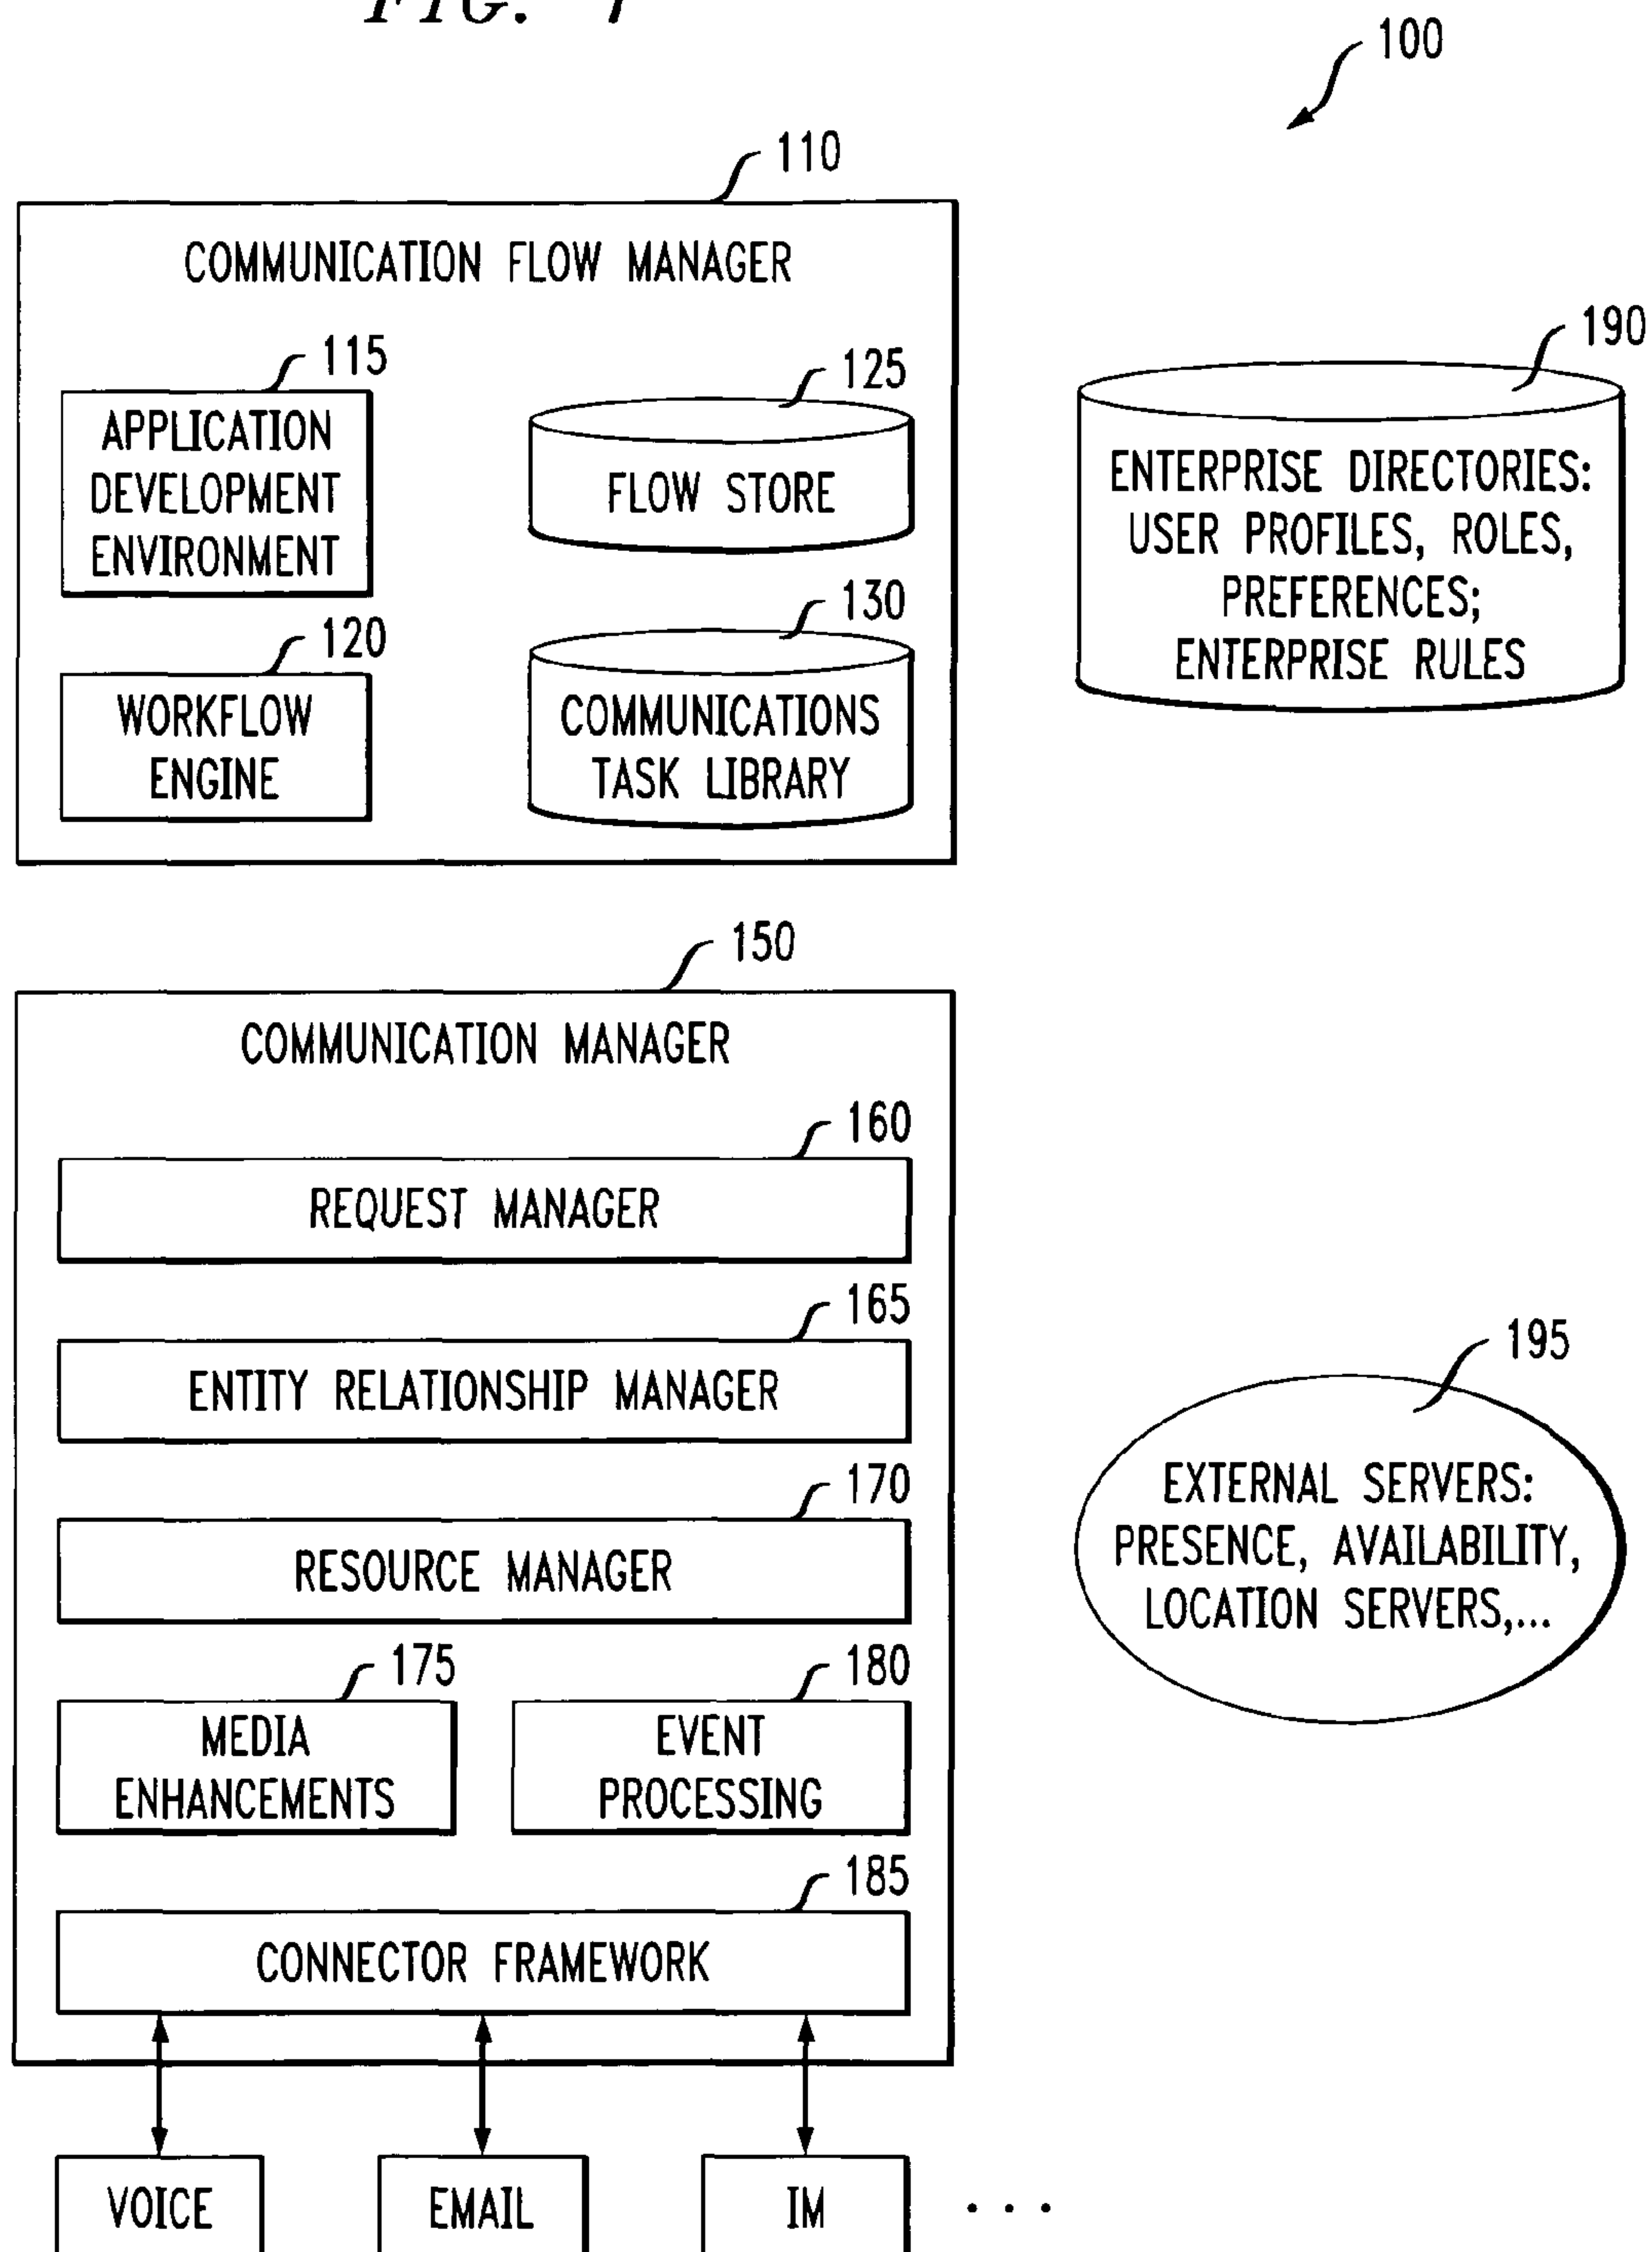 FIG. 1
100
110
COMMUNICATION FLOW MANAGER
115
APPLICATION
DEVELOPMENT
ENVIRONMENT
125
FLOW STORE
120
WORKFLOW
ENGINE
130
COMMUNICATIONS
TASK LIBRARY
190
ENTERPRISE DIRECTORIES:
USER PROFILES, ROLES,
PREFERENCES;
ENTERPRISE RULES
150
COMMUNICATION MANAGER
160
REQUEST MANAGER
165
ENTITY RELATIONSHIP MANAGER
170
RESOURCE MANAGER
175
MEDIA
ENHANCEMENTS
180
EVENT
PROCESSING
185
CONNECTOR FRAMEWORK
195
EXTERNAL SERVERS:
PRESENCE, AVAILABILITY,
LOCATION SERVERS,...
VOICE
EMAIL
IM
. . .